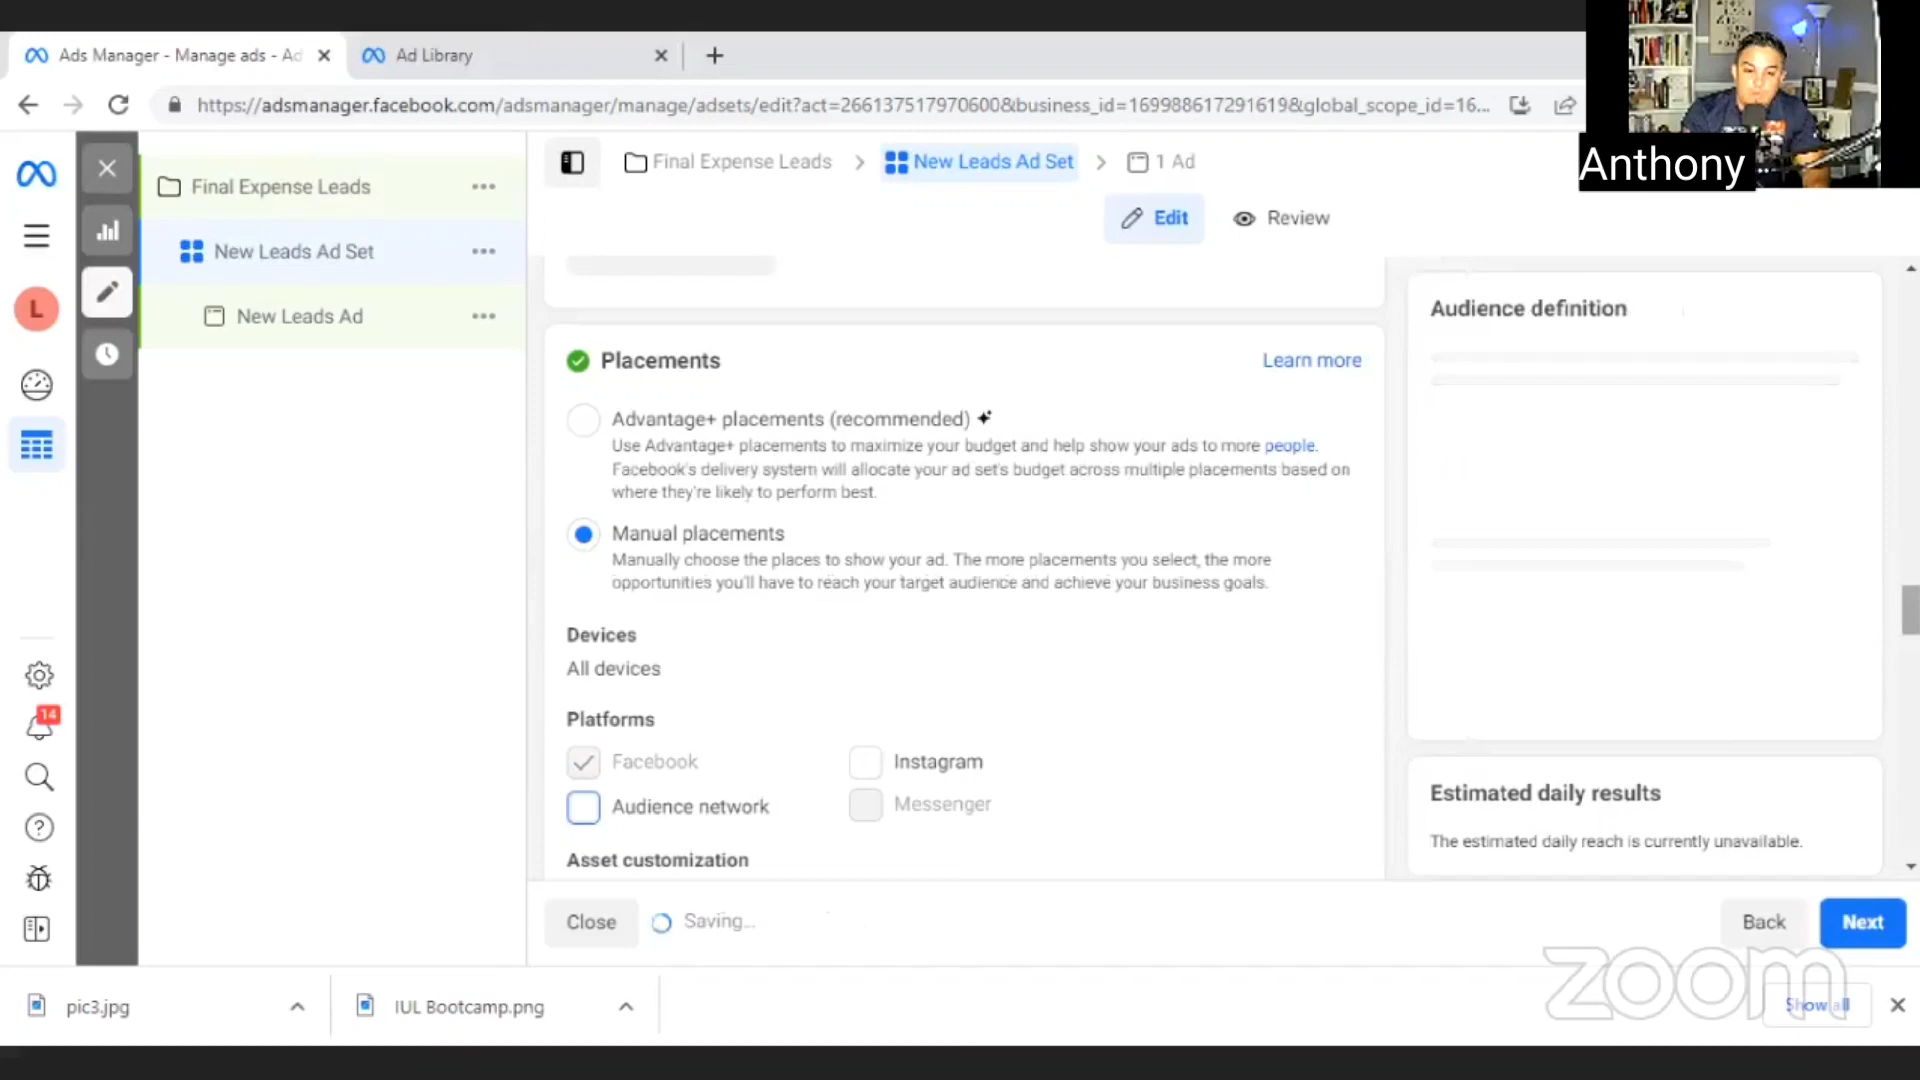 Ads Manager - Manage ads - Ad
Ad Library
https://adsmanager.facebook.com/adsmanager/manage/adsets/edit?act=266137517970600&business_id=169988617291619&global_scope_id=16...
Anthony
L
14
Final Expense Leads
New Leads Ad Set
New Leads Ad
Final Expense Leads
New Leads Ad Set
1 Ad
Edit
Review
Placements
Learn more
Advantage+ placements (recommended)
Use Advantage+ placements to maximize your budget and help show your ads to more people.
Facebook's delivery system will allocate your ad set's budget across multiple placements based on
where they're likely to perform best.
Manual placements
Manually choose the places to show your ad. The more placements you select, the more
opportunities you'll have to reach your target audience and achieve your business goals.
Devices
All devices
Platforms
Facebook
Instagram
Audience network
Messenger
Asset customization
Audience definition
Estimated daily results
The estimated daily reach is currently unavailable.
Close
Saving...
Back
Next
zoom
pic3.jpg
IUL Bootcamp.png
Show all